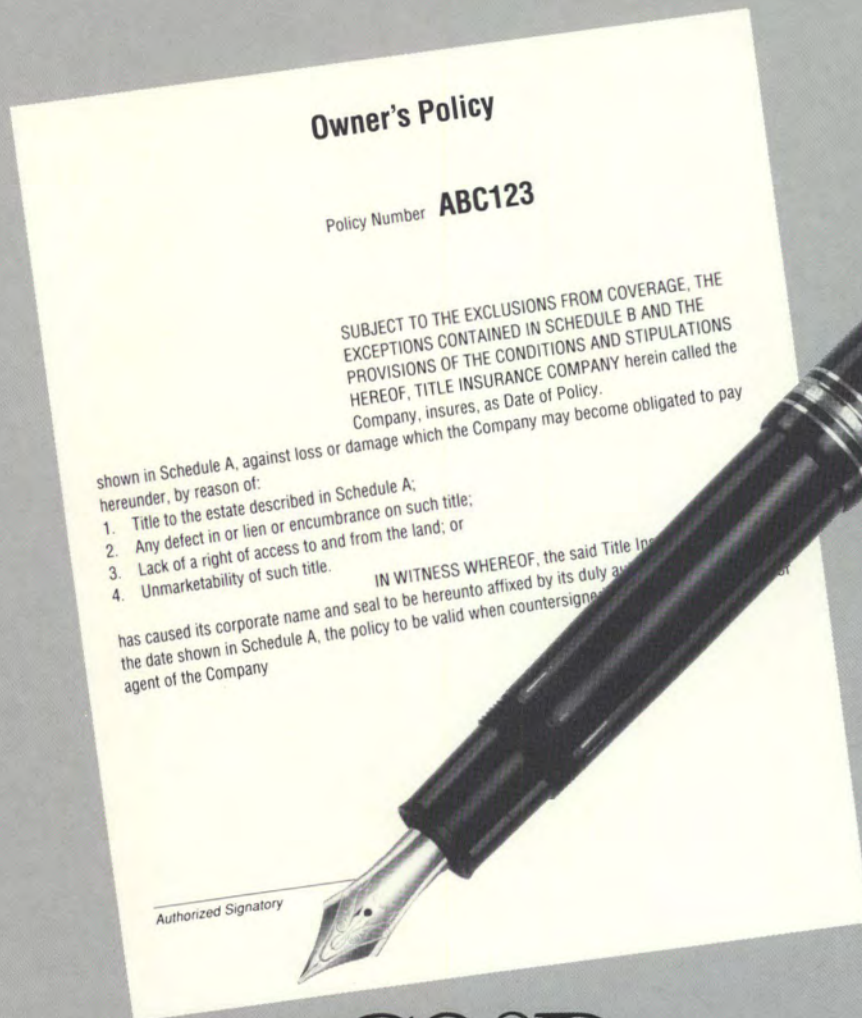 Owner's Policy
Policy Number ABC123
SUBJECT TO THE EXCLUSIONS FROM COVERAGE, THE
EXCEPTIONS CONTAINED IN SCHEDULE B AND THE
PROVISIONS OF THE CONDITIONS AND STIPULATIONS
HEREOF, TITLE INSURANCE COMPANY herein called the
Company, insures, as Date of Policy.
shown in Schedule A, against loss or damage which the Company may become obligated to pay
hereunder, by reason of:
1. Title to the estate described in Schedule A;
2. Any defect in or lien or encumbrance on such title;
3. Lack of a right of access to and from the land; or
4. Unmarketability of such title.
IN WITNESS WHEREOF, the said Title
has caused its corporate name and seal to be hereunto affixed by its duly
the date shown in Schedule A, the policy to be valid when
agent of the Company
Authorized Signatory